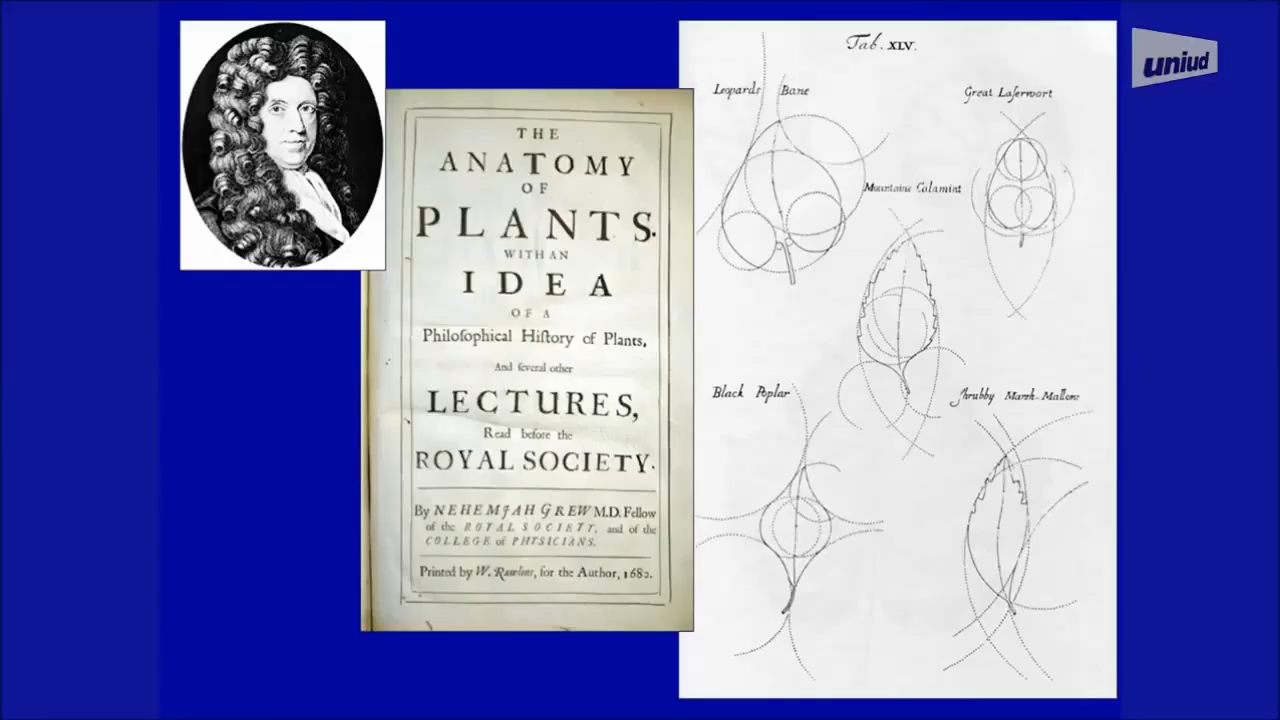 THE
ANATOMY
OF
PLANTS.
WITH AN
IDEA
OF A
Philoſophical Hiſtory of Plants,
And ſeveral other
LECTURES,
Read before the
ROYAL SOCIETY.
By NEHEMJAH GREW M.D. Fellow
of the ROYAL SOCIETY, and of the
COLLEGE of PHYSICIANS.
Printed by W. Rawlins, for the Author, 1682.
Tab. XLV.
Leopards Bane
Great Laſerwort
Mountaine Calamint
Black Poplar
Shrubby Marsh-Mallow
uniud